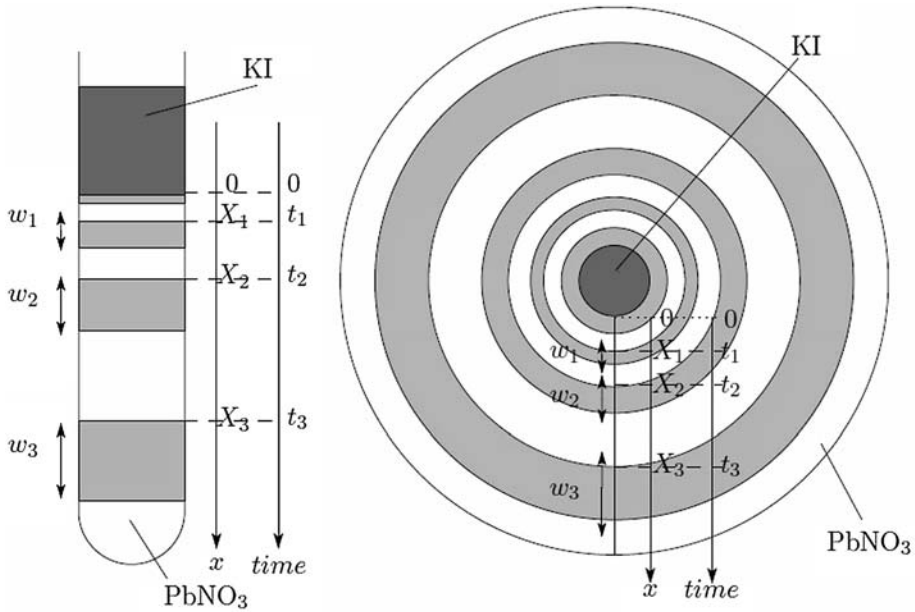 KI
0 0
w₁ X₁ t₁
w₂ X₂ t₂
X₃ t₃
w₃
x time
PbNO₃
KI
0 0
w₁ X₁ t₁
w₂ X₂ t₂
X₃ t₃
w₃
PbNO₃
x time